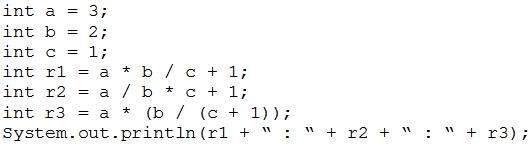 int a = 3;
int b = 2;
int c = 1;
int r1 = a * b / c + 1;
int r2 = a / b * c + 1;
int r3 = a * (b / (c + 1));
System.out.println(r1 + “ : “ + r2 + “ : “ + r3);